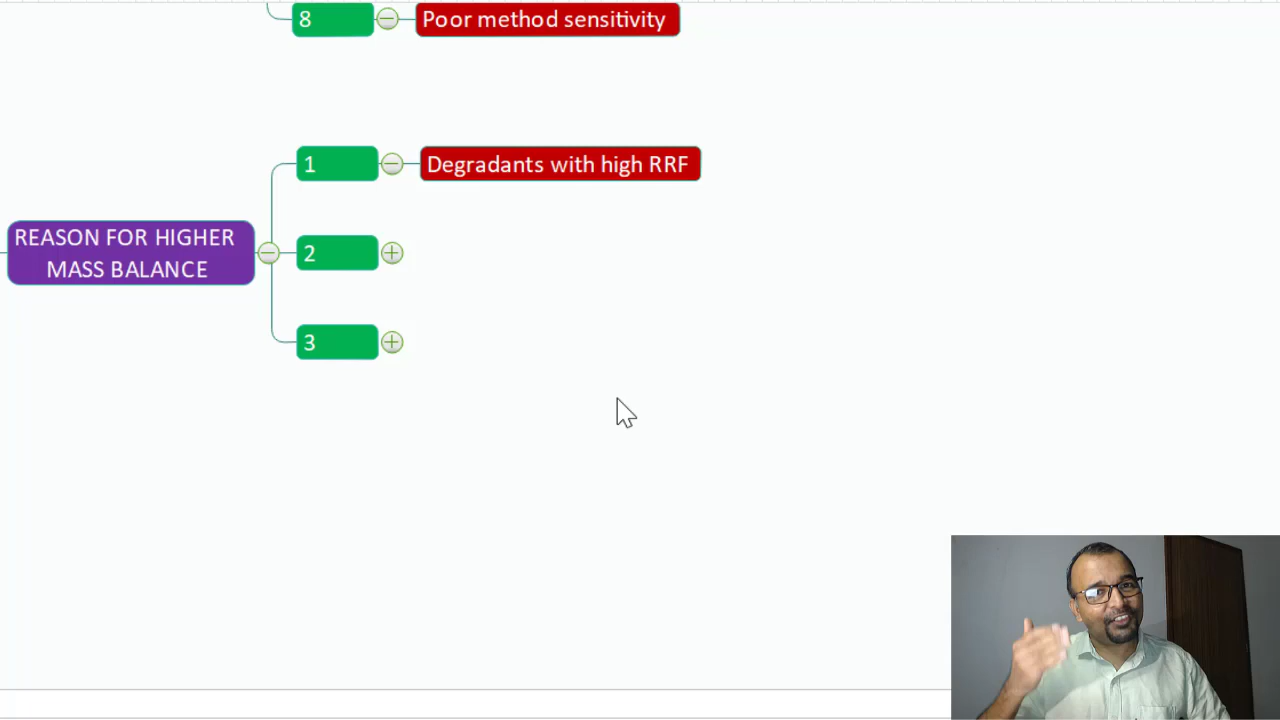 8
Poor method sensitivity
1
Degradants with high RRF
REASON FOR HIGHER
MASS BALANCE
2
3